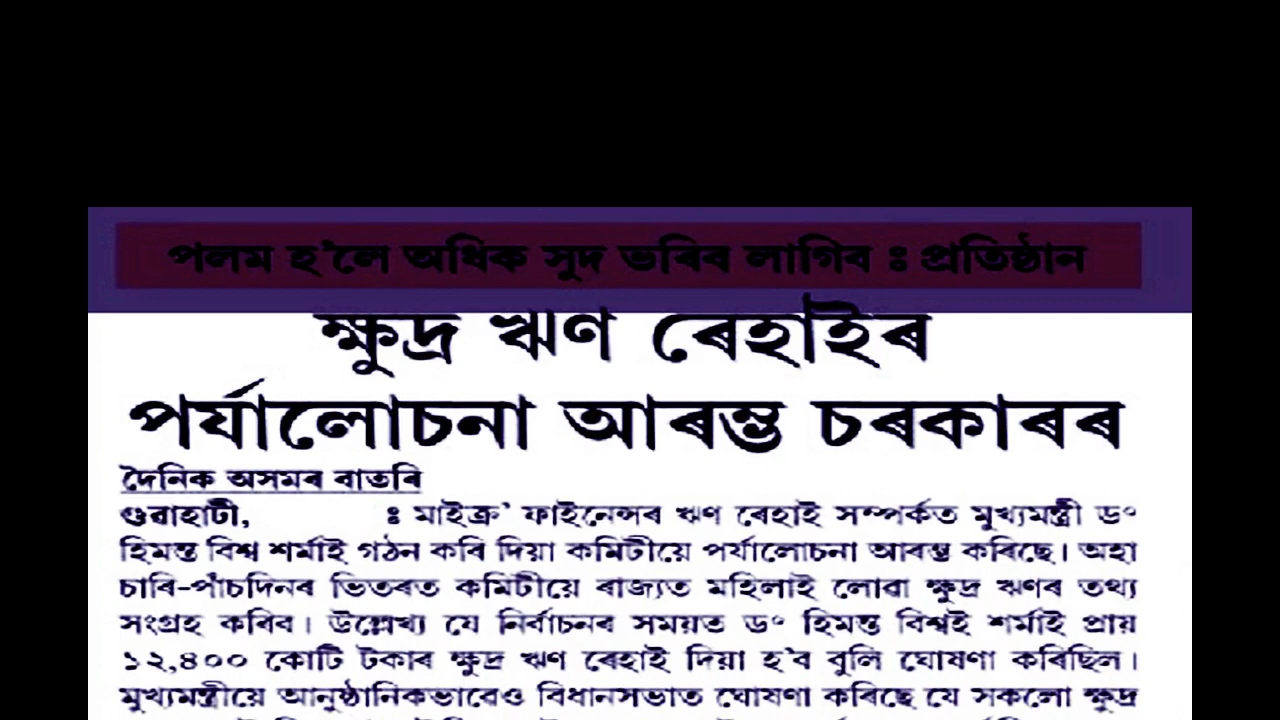 পলম হ'লে অধিক সুদ ভৰিব লাগিব ঃ প্ৰতিষ্ঠান
ক্ষুদ্ৰ ঋণ ৰেহাইৰ
পৰ্যালোচনা আৰম্ভ চৰকাৰৰ
দৈনিক অসমৰ বাতৰি
গুৱাহাটী, ঃ মাইক্ৰ' ফাইনেন্সৰ ঋণ ৰেহাই সম্পৰ্কত মুখ্যমন্ত্ৰী ড°
হিমন্ত বিশ্ব শৰ্মাই গঠন কৰি দিয়া কমিটীয়ে পৰ্যালোচনা আৰম্ভ কৰিছে। অহা
চাৰি-পাঁচদিনৰ ভিতৰত কমিটীয়ে ৰাজ্যত মহিলাই লোৱা ক্ষুদ্ৰ ঋণৰ তথ্য
সংগ্ৰহ কৰিব। উল্লেখ্য যে নিৰ্বাচনৰ সময়ত ড° হিমন্ত বিশ্বই শৰ্মাই প্ৰায়
১২,৪০০ কোটি টকাৰ ক্ষুদ্ৰ ঋণ ৰেহাই দিয়া হ'ব বুলি ঘোষণা কৰিছিল।
মুখ্যমন্ত্ৰীয়ে আনুষ্ঠানিকভাৱেও বিধানসভাত ঘোষণা কৰিছে যে সকলো ক্ষুদ্ৰ